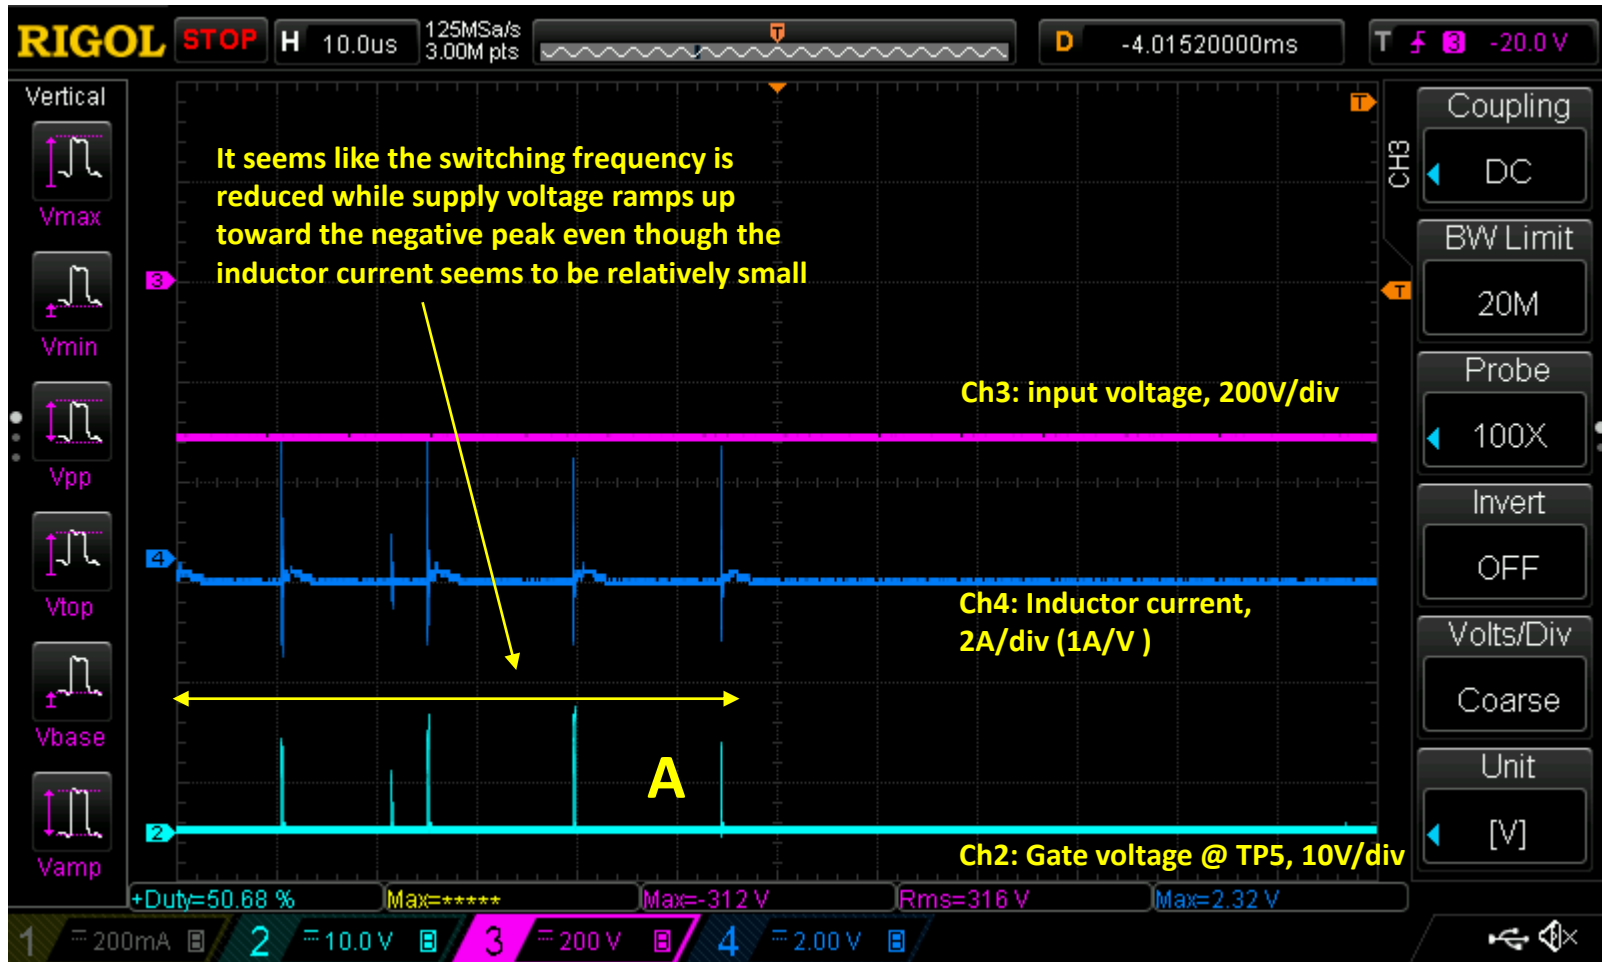 RIGOL STOP H 10.0us 125MSa/s 3.00M pts T D -4.01520000ms T 3 -20.0 V
Vertical
Vmax
Vmin
Vpp
Vtop
Vbase
Vamp
T
It seems like the switching frequency is
reduced while supply voltage ramps up
toward the negative peak even though the
inductor current seems to be relatively small
3
T
Ch3: input voltage, 200V/div
4
Ch4: Inductor current,
2A/div (1A/V )
A
2
Ch2: Gate voltage @ TP5, 10V/div
CH3
Coupling
DC
BW Limit
20M
Probe
100X
Invert
OFF
Volts/Div
Coarse
Unit
[V]
+Duty=50.68 % Max=***** Max=-312 V Rms=316 V Max=2.32 V
1 200mA B 2 10.0 V B 3 200 V B 4 2.00 V B